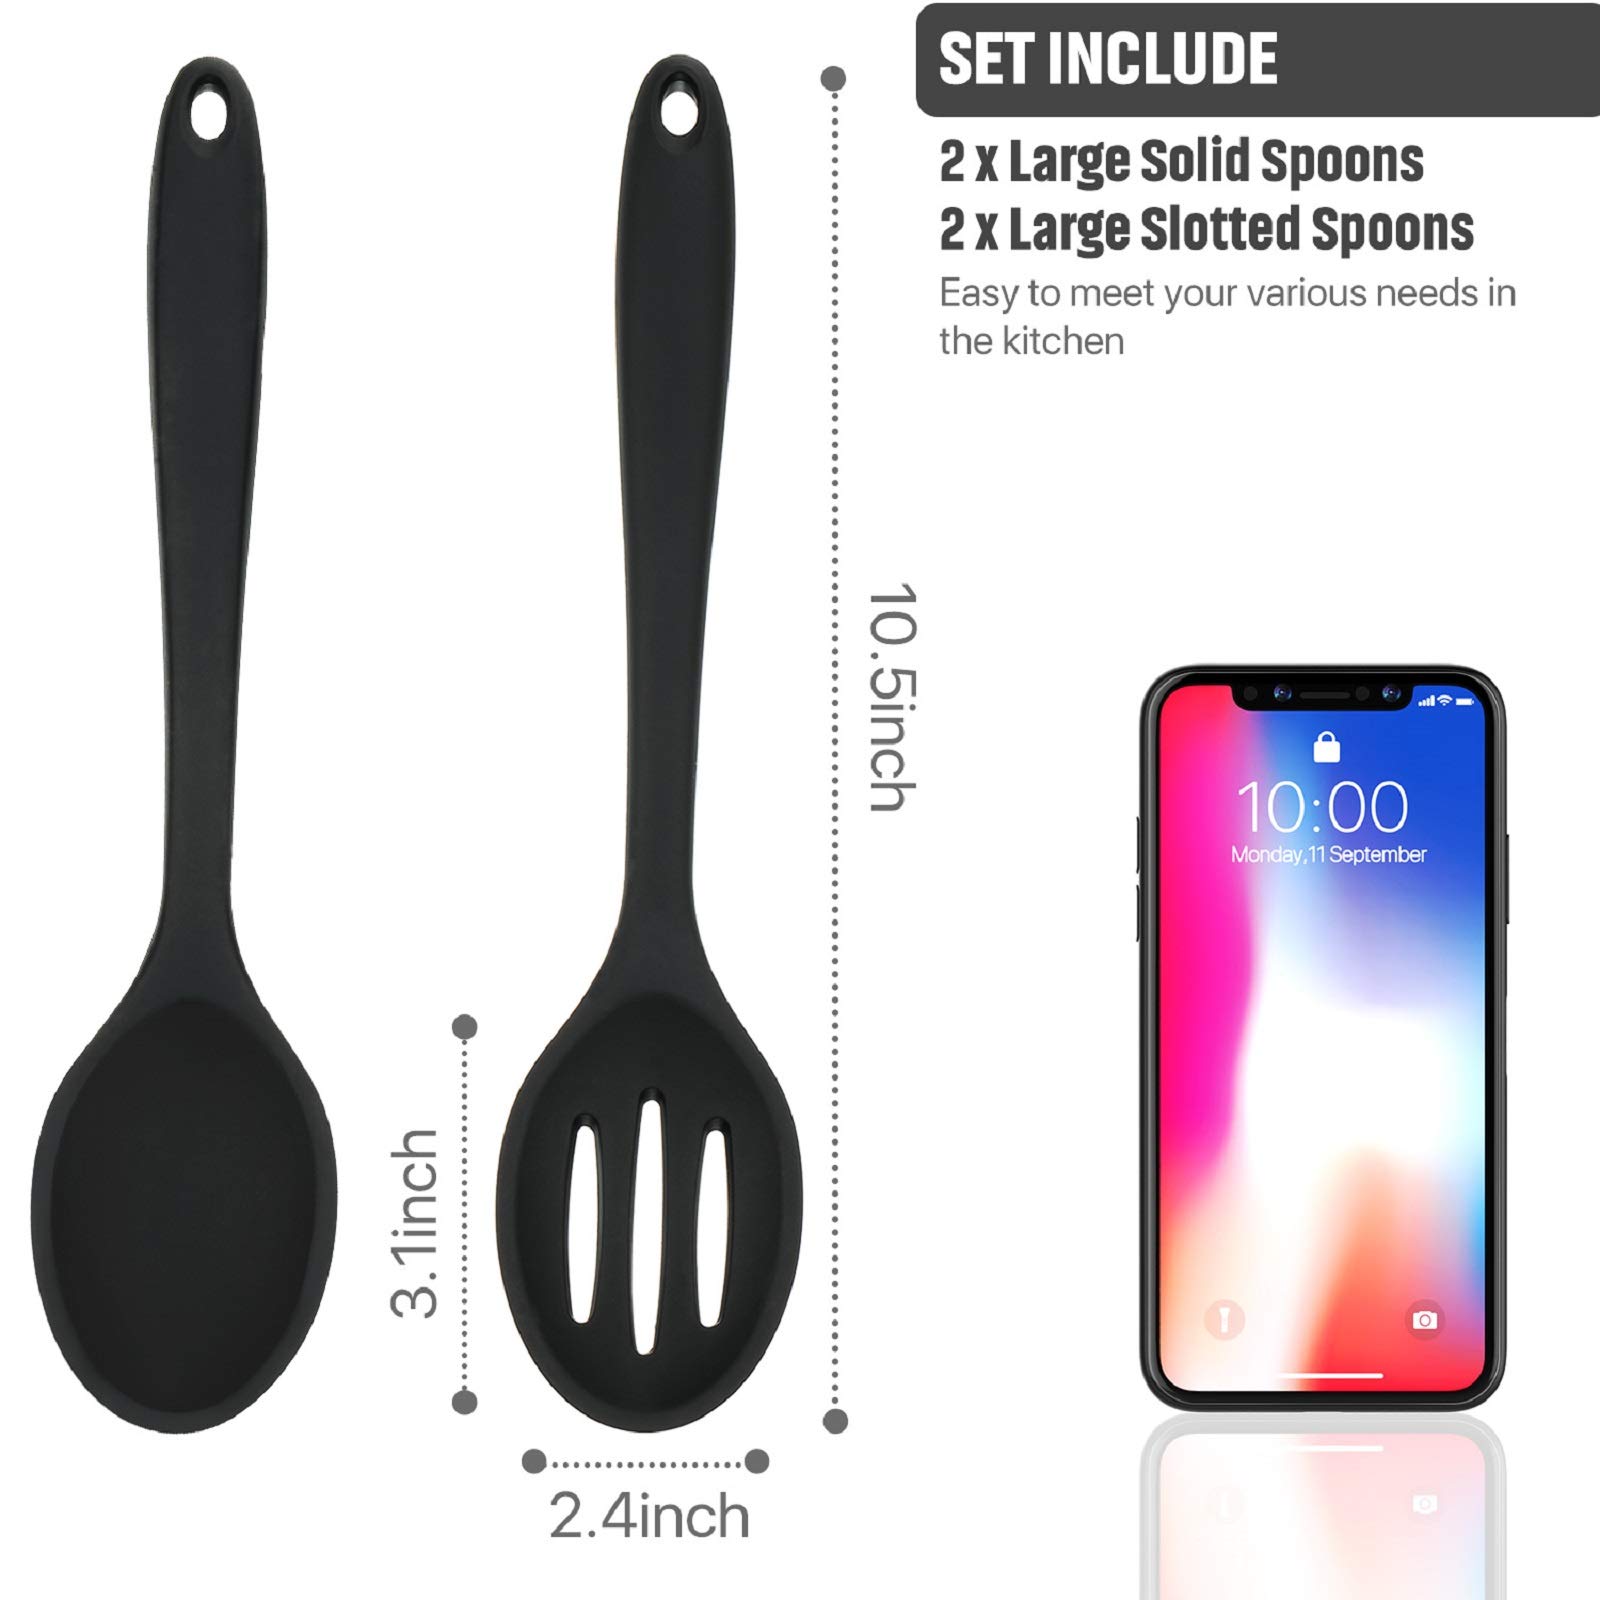 SET INCLUDE
2 x Large Solid Spoons
2 x Large Slotted Spoons
Easy to meet your various needs in
the kitchen
10.5inch
10:00
Monday,11 September
3.1inch
2.4inch